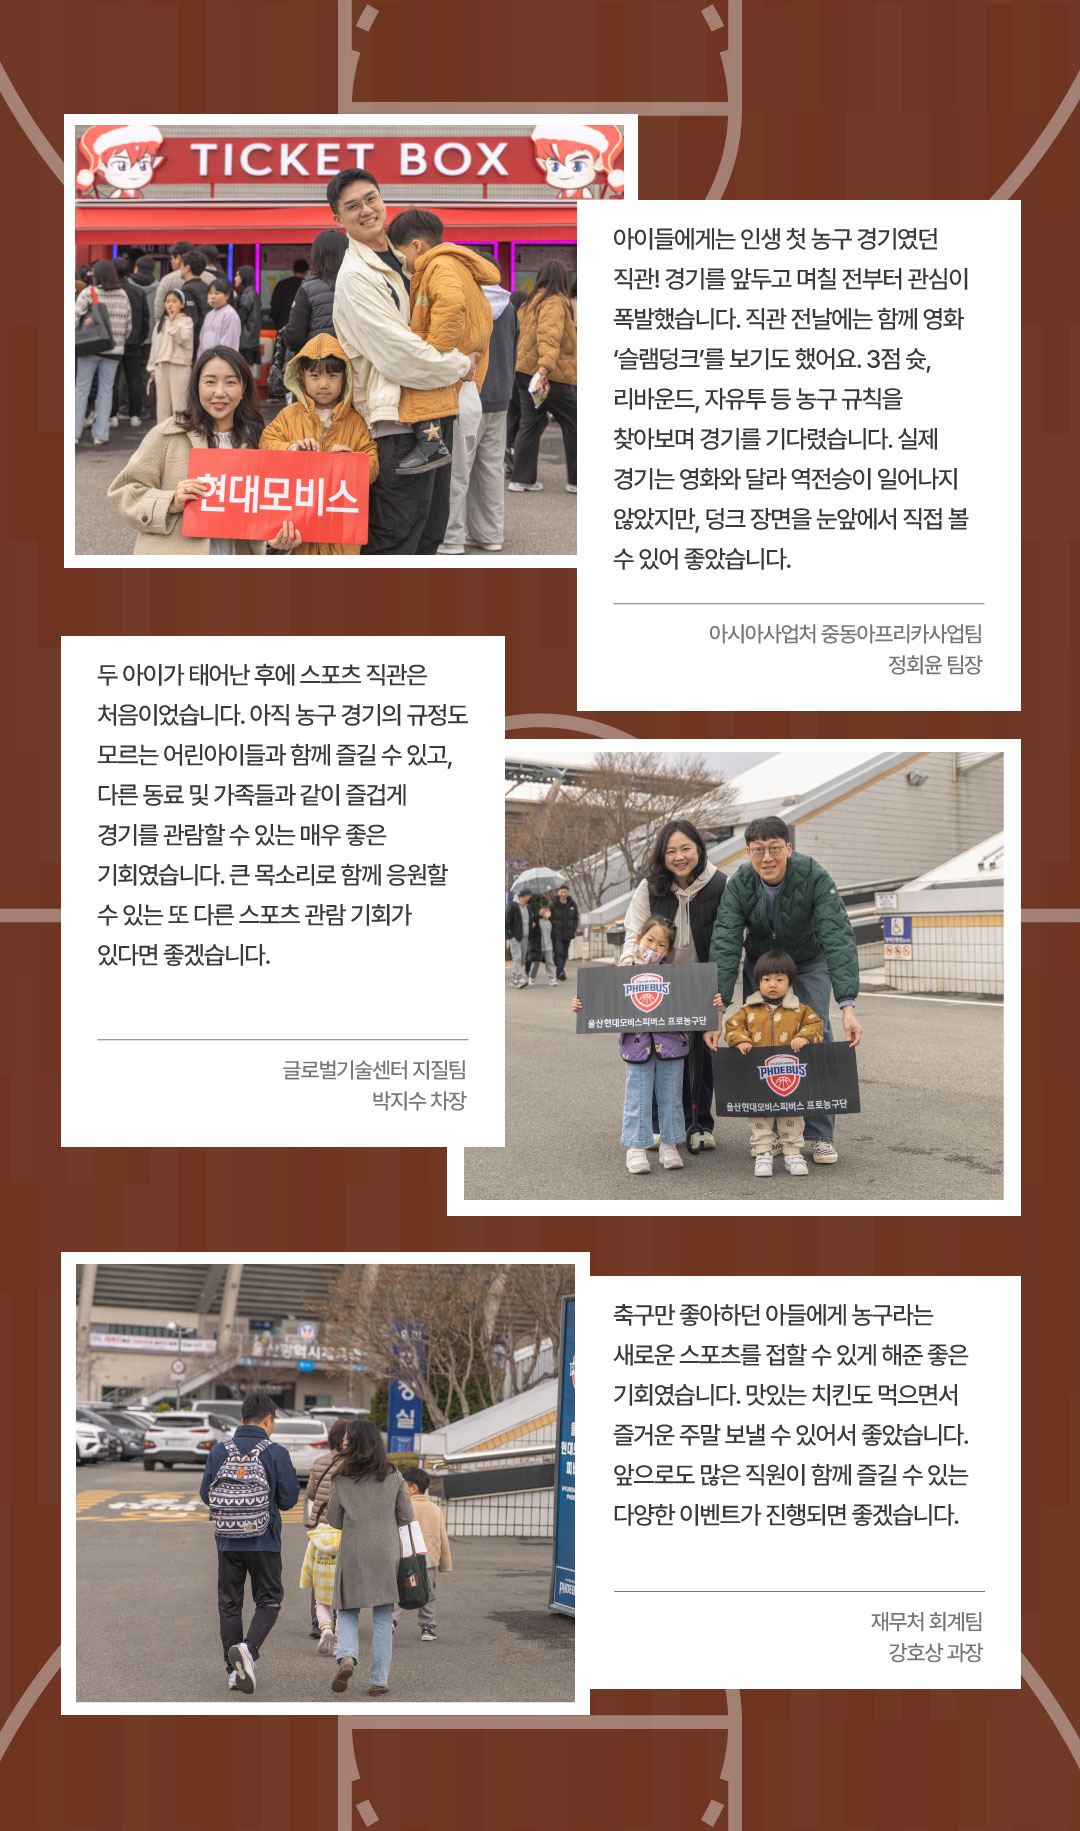 TICKET BOX
현대모비스
아이들에게는 인생 첫 농구 경기였던
직관! 경기를 앞두고 며칠 전부터 관심이
폭발했습니다. 직관 전날에는 함께 영화
‘슬램덩크’를 보기도 했어요. 3점 슛,
리바운드, 자유투 등 농구 규칙을
찾아보며 경기를 기다렸습니다. 실제
경기는 영화와 달라 역전승이 일어나지
않았지만, 덩크 장면을 눈앞에서 직접 볼
수 있어 좋았습니다.
아시아사업처 중동아프리카사업팀
정회윤 팀장
두 아이가 태어난 후에 스포츠 직관은
처음이었습니다. 아직 농구 경기의 규정도
모르는 어린아이들과 함께 즐길 수 있고,
다른 동료 및 가족들과 같이 즐겁게
경기를 관람할 수 있는 매우 좋은
기회였습니다. 큰 목소리로 함께 응원할
수 있는 또 다른 스포츠 관람 기회가
있다면 좋겠습니다.
글로벌기술센터 지질팀
박지수 차장
PHOEBUS
울산현대모비스피버스 프로농구단
PHOEBUS
울산현대모비스피버스 프로농구단
축구만 좋아하던 아들에게 농구라는
새로운 스포츠를 접할 수 있게 해준 좋은
기회였습니다. 맛있는 치킨도 먹으면서
즐거운 주말 보낼 수 있어서 좋았습니다.
앞으로도 많은 직원이 함께 즐길 수 있는
다양한 이벤트가 진행되면 좋겠습니다.
재무처 회계팀
강호상 과장